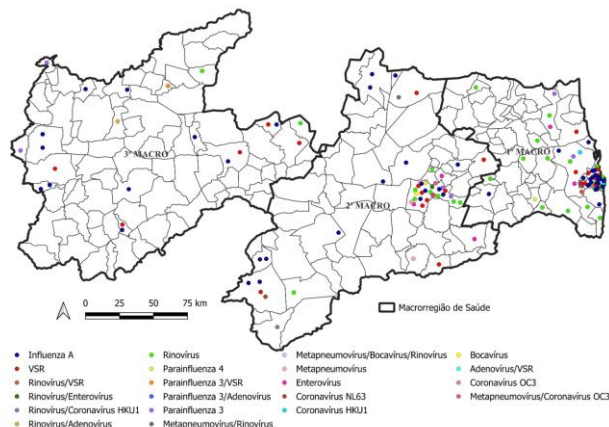 3ª MACRO
2ª MACRO
1ª MACRO
0 25 50 75 km
Macrorregião de Saúde
Influenza A
VSR
Rinovírus/VSR
Rinovírus/Enterovírus
Rinovírus/Coronavírus HKU1
Rinovírus/Adenovírus
Rinovírus
Parainfluenza 4
Parainfluenza 3/VSR
Parainfluenza 3/Adenovírus
Parainfluenza 3
Metapneumovírus/Rinovírus
Metapneumovírus/Bocavírus/Rinovírus
Metapneumovírus
Enterovírus
Coronavírus NL63
Coronavírus HKU1
Bocavírus
Adenovírus/VSR
Coronavírus OC3
Metapneumovírus/Coronavírus OC3